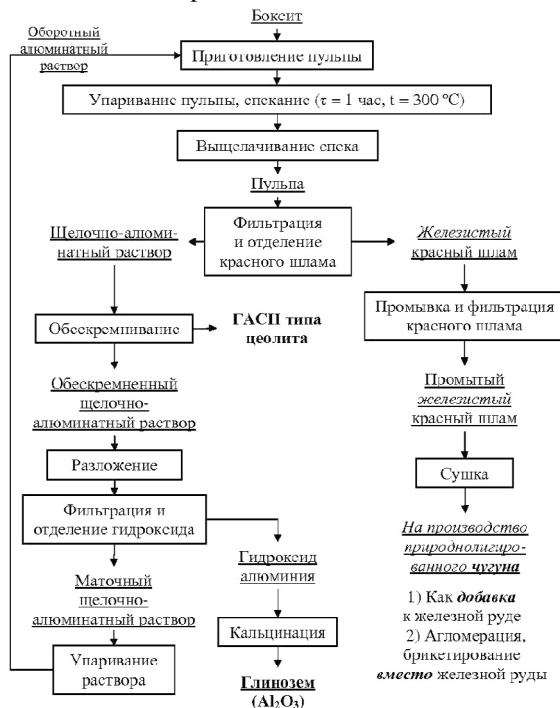 Боксит
Оборотный
алюминатный
раствор
Приготовление пульпы
Упаривание пульпы, спекание (τ = 1 час, t = 300 °С)
Выщелачивание спека
Пульпа
Щелочно-алюми-
натный раствор
Фильтрация
и отделение
красного шлама
Железистый
красный шлам
Обескремнивание
ГАСН типа
цеолита
Промывка и фильтрация
красного шлама
Обескремненный
щелочно-
алюминатный раствор
Промытый
железистый
красный шлам
Разложение
Сушка
Фильтрация и
отделение гидроксида
Гидроксид
алюминия
На производство
природнолигиро-
ванного чугуна
Маточный
щелочно-
алюминатный раствор
1) Как добавка
к железной руде
2) Агломерация,
брикетирование
вместо железной руды
Кальцинация
Упаривание
раствора
Глинозем
(Al₂O₃)